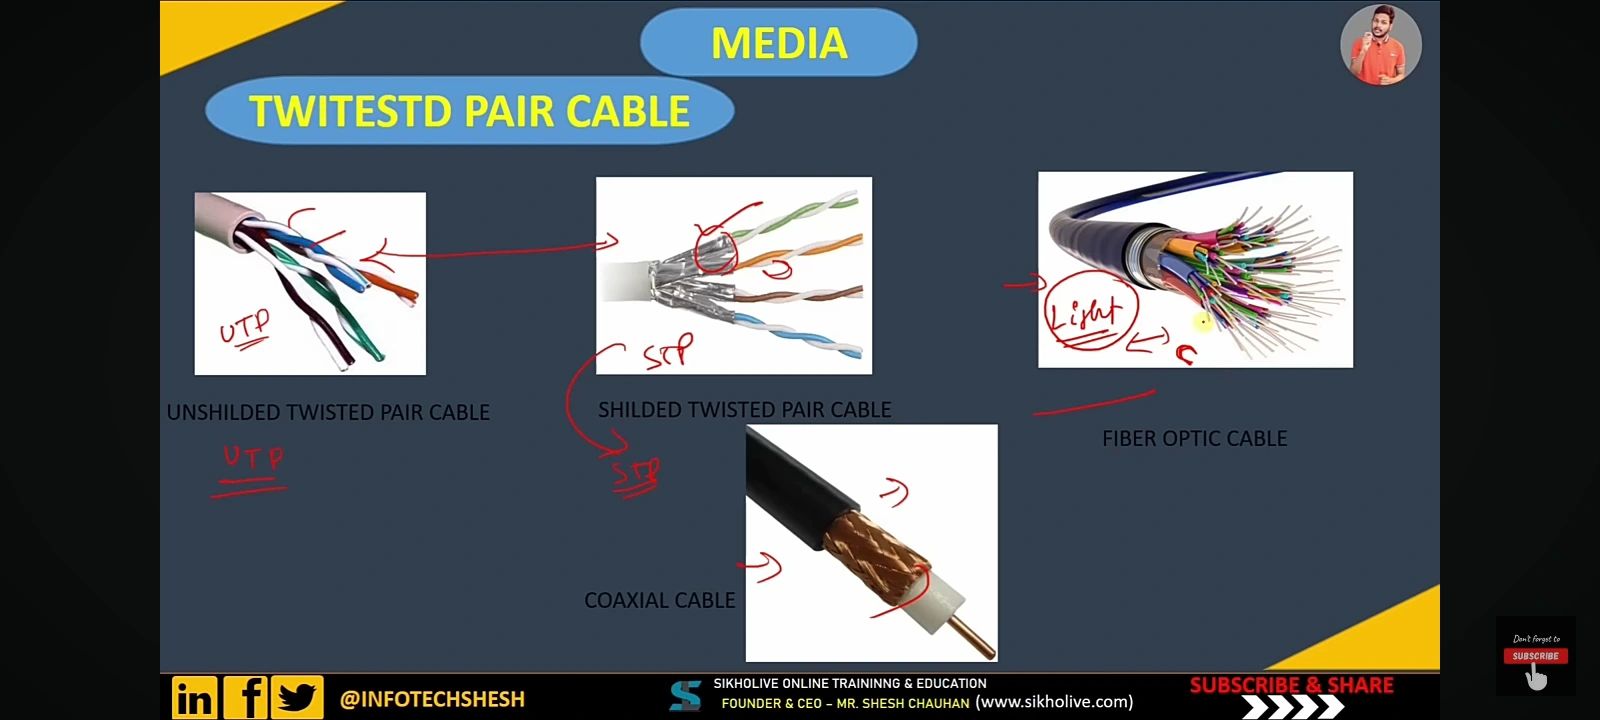 MEDIA
TWITESTD PAIR CABLE
UTP
STP
Light
UNSHILDED TWISTED PAIR CABLE
SHILDED TWISTED PAIR CABLE
FIBER OPTIC CABLE
UTP
STP
COAXIAL CABLE
Don't forget to
SUBSCRIBE
in f @INFOTECHSHESH
SIKHOLIVE ONLINE TRAININNG & EDUCATION
FOUNDER & CEO – MR. SHESH CHAUHAN (www.sikholive.com)
SUBSCRIBE & SHARE